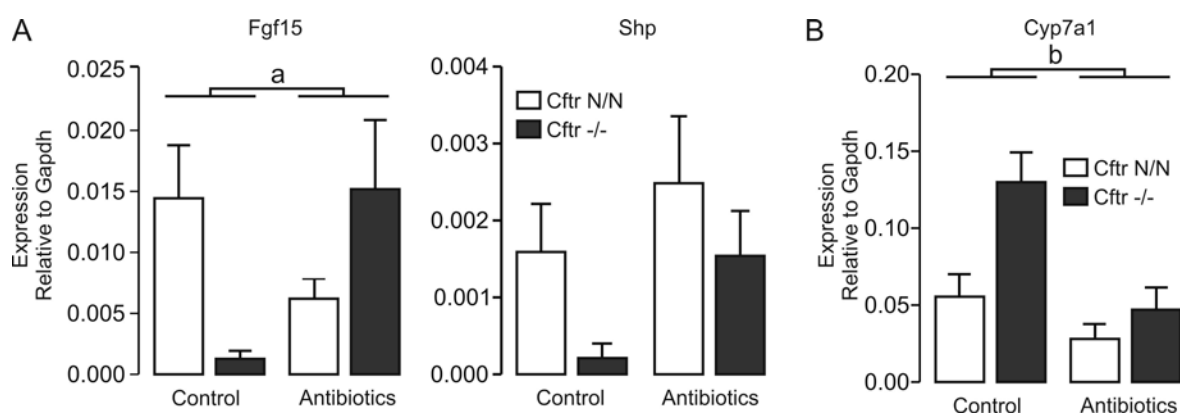 A
Fgf15
Expression
Relative to Gapdh
0.025
0.020
0.015
0.010
0.005
0.000
a
Control
Antibiotics
Shp
0.004
0.003
0.002
0.001
0.000
Cftr N/N
Cftr -/-
Control
Antibiotics
B
Cyp7a1
Expression
Relative to Gapdh
0.20
0.15
0.10
0.05
0.00
b
Cftr N/N
Cftr -/-
Control
Antibiotics